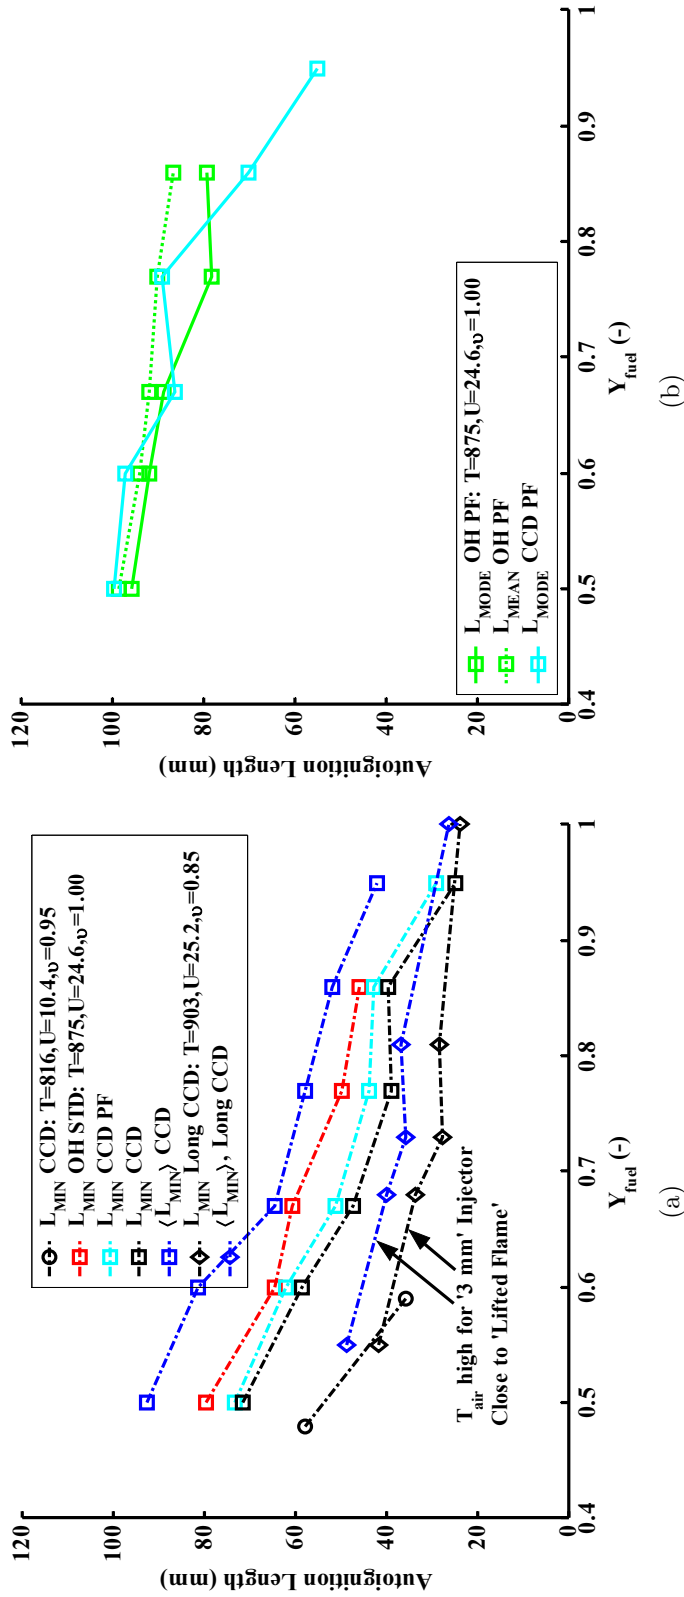 120
100
80
60
40
20
0
Autoignition Length (mm)
0.4
0.5
0.6
0.7
0.8
0.9
1
Y_fuel (-)
L_MIN CCD: T=816,U=10.4,υ=0.95
L_MIN OH STD: T=875,U=24.6,υ=1.00
L_MIN CCD PF
L_MIN CCD
⟨L_MIN⟩ CCD
L_MIN Long CCD: T=903,U=25.2,υ=0.85
⟨L_MIN⟩, Long CCD
T_air high for '3 mm' Injector
Close to 'Lifted Flame'
(a)
120
100
80
60
40
20
0
Autoignition Length (mm)
0.4
0.5
0.6
0.7
0.8
0.9
1
Y_fuel (-)
L_MODE OH PF: T=875,U=24.6,υ=1.00
L_MEAN OH PF
L_MODE CCD PF
(b)